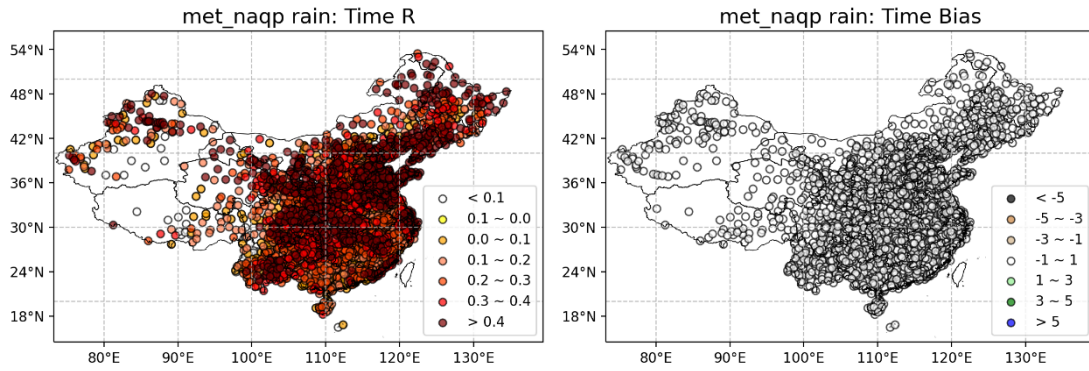 met_naqp rain: Time R
54°N
48°N
42°N
36°N
30°N
24°N
18°N
80°E 90°E 100°E 110°E 120°E 130°E
< 0.1
0.1 ~ 0.0
0.0 ~ 0.1
0.1 ~ 0.2
0.2 ~ 0.3
0.3 ~ 0.4
> 0.4
met_naqp rain: Time Bias
54°N
48°N
42°N
36°N
30°N
24°N
18°N
80°E 90°E 100°E 110°E 120°E 130°E
< -5
-5 ~ -3
-3 ~ -1
-1 ~ 1
1 ~ 3
3 ~ 5
> 5